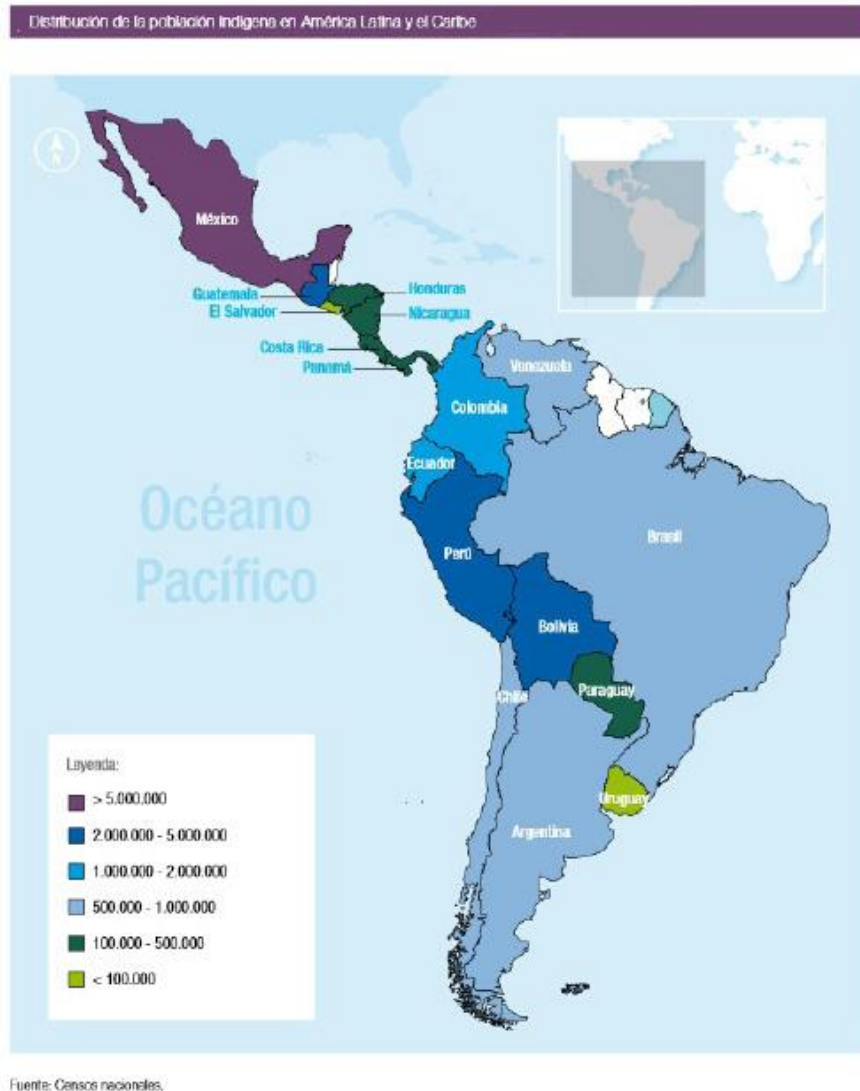 Distribución de la población indígena en América Latina y el Caribe
N
México
Guatemala
Honduras
El Salvador
Nicaragua
Costa Rica
Panamá
Venezuela
Colombia
Ecuador
Océano
Pacífico
Brasil
Perú
Bolivia
Chile
Paraguay
Uruguay
Argentina
Leyenda:
> 5.000.000
2.000.000 - 5.000.000
1.000.000 - 2.000.000
500.000 - 1.000.000
100.000 - 500.000
< 100.000
Fuente: Censos nacionales.